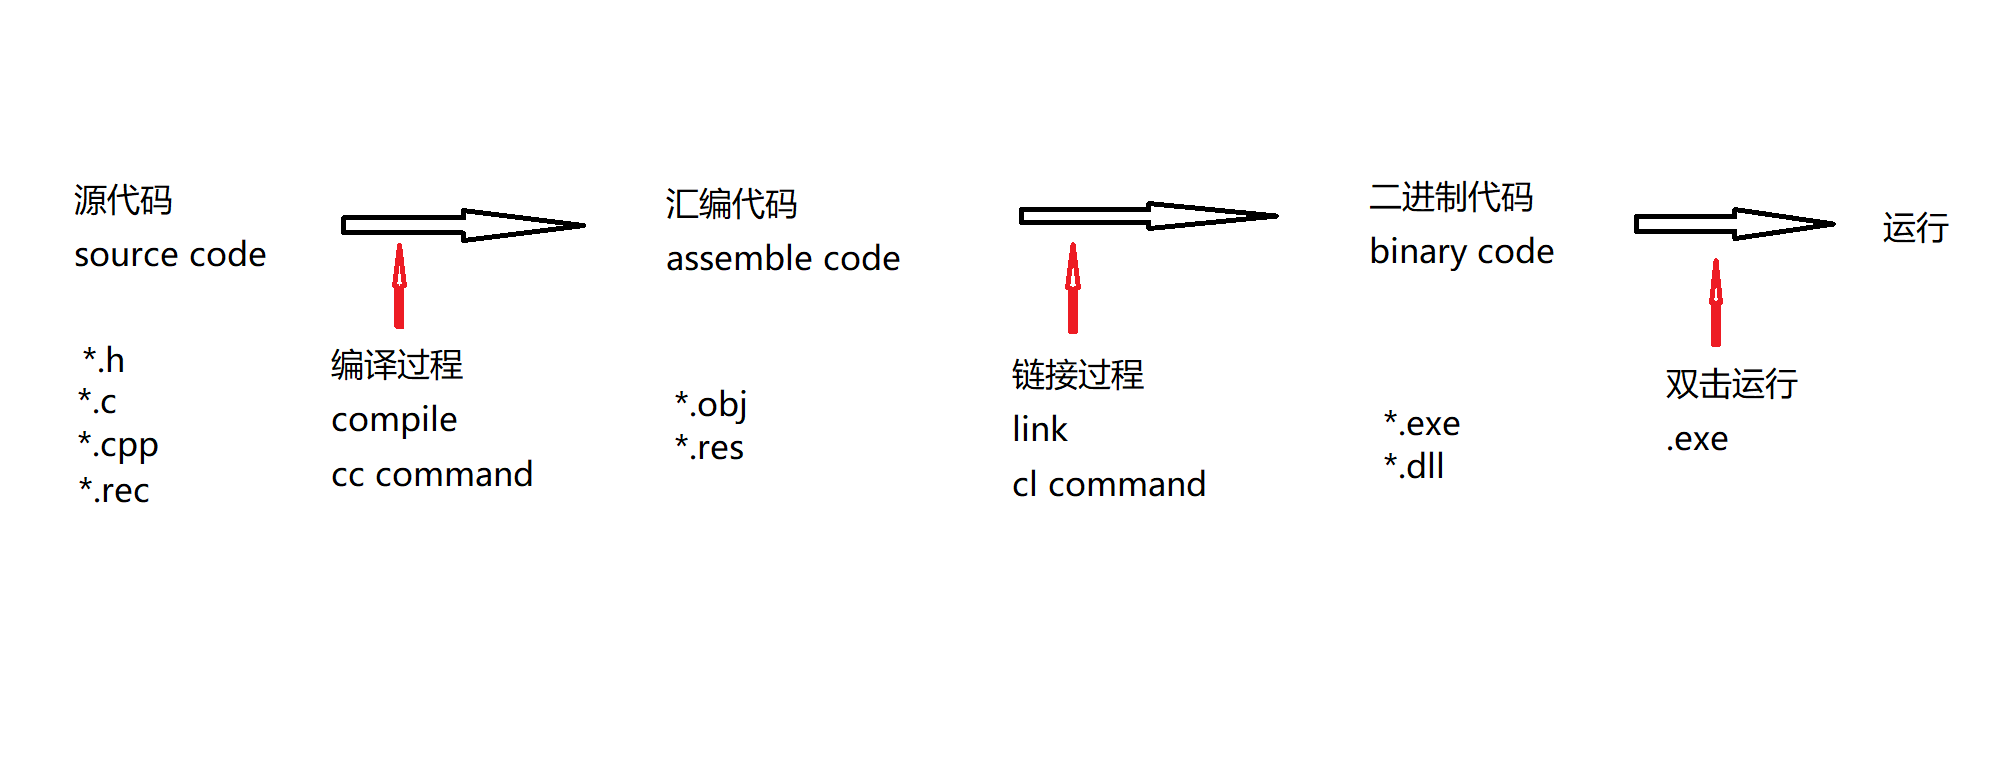 源代码
source code
*.h
*.c
*.cpp
*.rec
编译过程
compile
cc command
汇编代码
assemble code
*.obj
*.res
链接过程
link
cl command
二进制代码
binary code
*.exe
*.dll
双击运行
.exe
运行